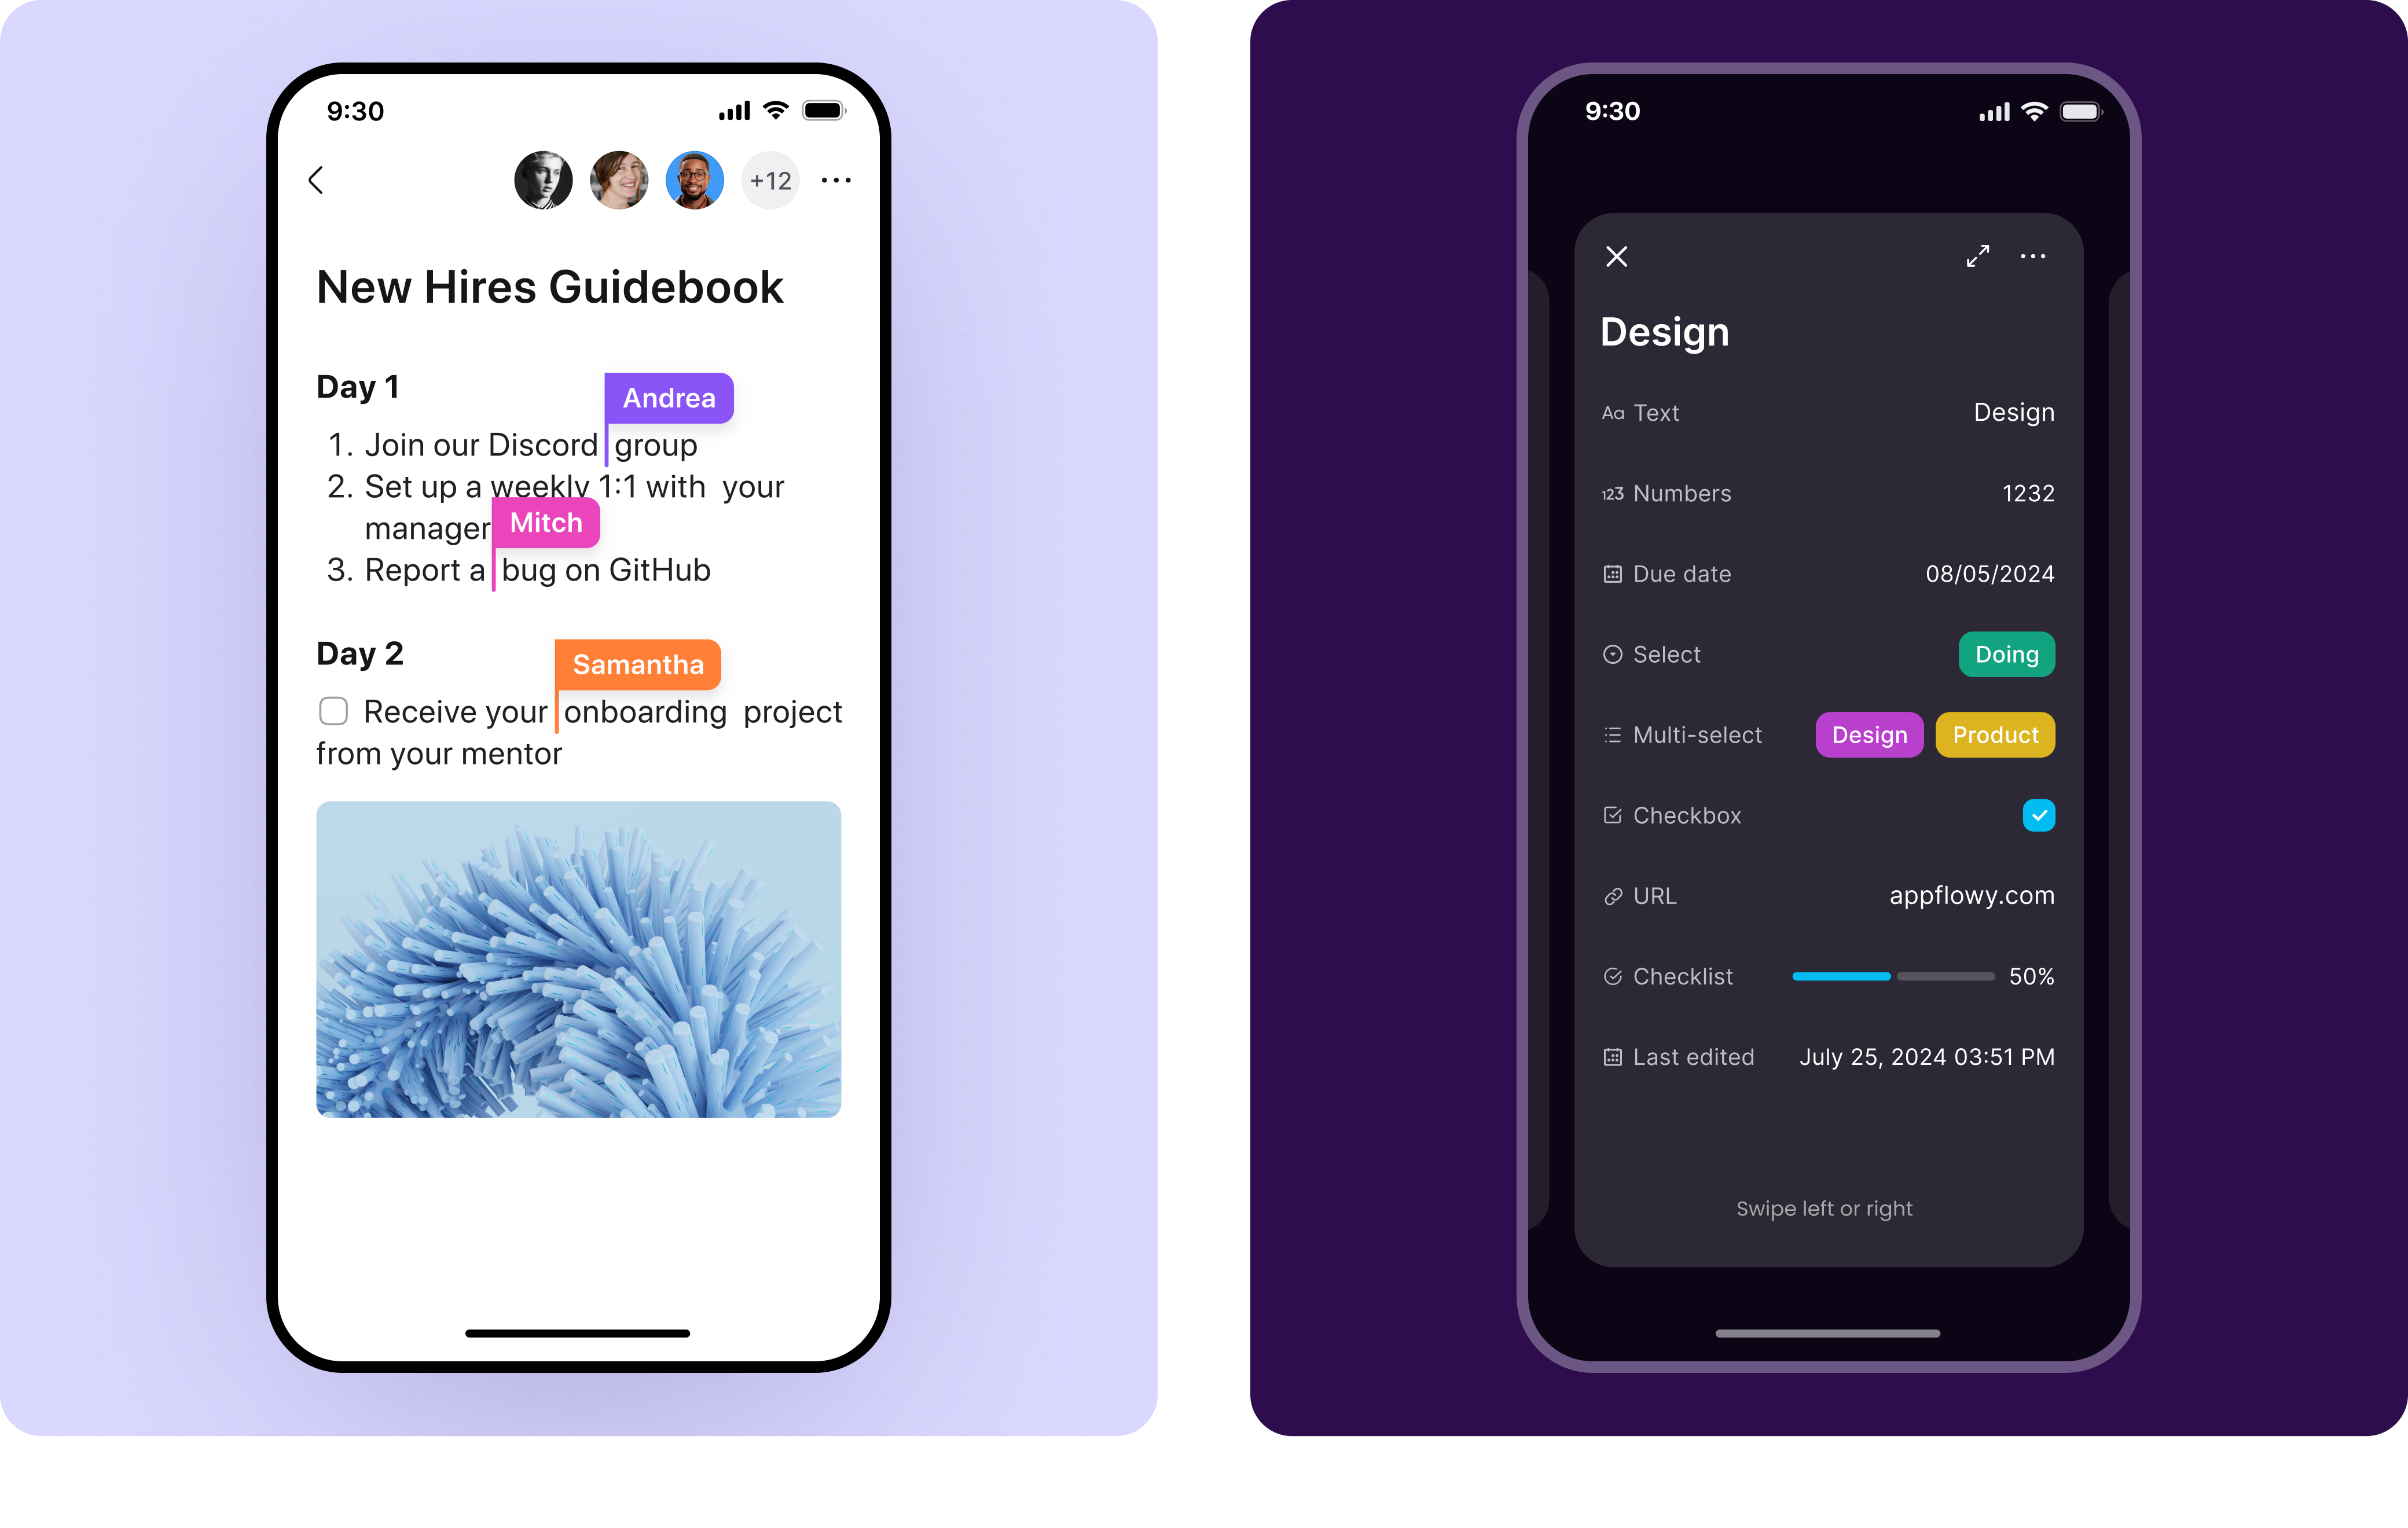 9:30
+12
New Hires Guidebook
Day 1
Andrea
1. Join our Discord group
2. Set up a weekly 1:1 with your
manager
Mitch
3. Report a bug on GitHub
Day 2
Samantha
Receive your onboarding project
from your mentor
9:30
Design
Aa Text Design
123 Numbers 1232
Due date 08/05/2024
Select Doing
Multi-select Design Product
Checkbox
URL appflowy.com
Checklist 50%
Last edited July 25, 2024 03:51 PM
Swipe left or right